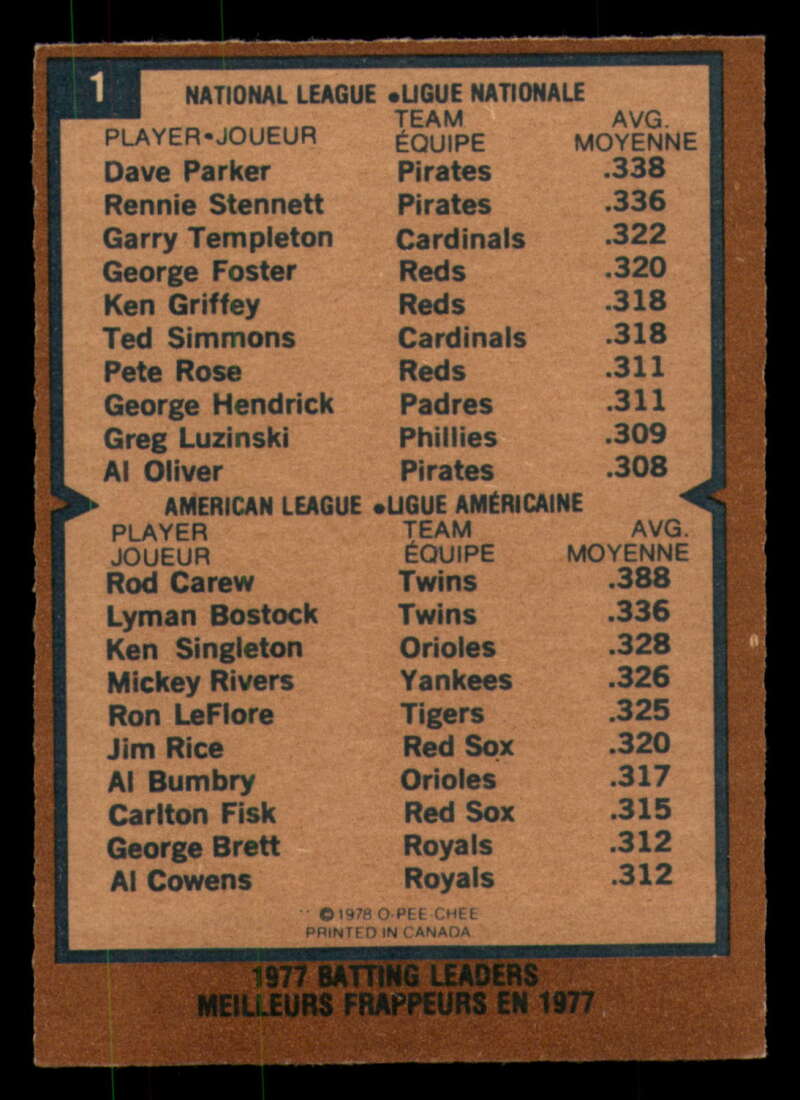 1
NATIONAL LEAGUE •LIGUE NATIONALE
PLAYER•JOUEUR TEAM ÉQUIPE AVG. MOYENNE
Dave Parker Pirates .338
Rennie Stennett Pirates .336
Garry Templeton Cardinals .322
George Foster Reds .320
Ken Griffey Reds .318
Ted Simmons Cardinals .318
Pete Rose Reds .311
George Hendrick Padres .311
Greg Luzinski Phillies .309
Al Oliver Pirates .308
AMERICAN LEAGUE •LIGUE AMÉRICAINE
PLAYER TEAM AVG.
JOUEUR ÉQUIPE MOYENNE
Rod Carew Twins .388
Lyman Bostock Twins .336
Ken Singleton Orioles .328
Mickey Rivers Yankees .326
Ron LeFlore Tigers .325
Jim Rice Red Sox .320
Al Bumbry Orioles .317
Carlton Fisk Red Sox .315
George Brett Royals .312
Al Cowens Royals .312
© 1978 O-PEE-CHEE
PRINTED IN CANADA
1977 BATTING LEADERS
MEILLEURS FRAPPEURS EN 1977